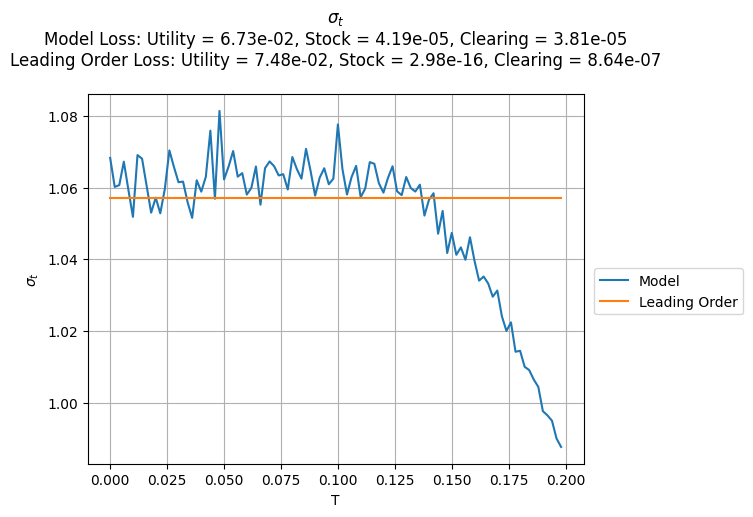 σ_t
Model Loss: Utility = 6.73e-02, Stock = 4.19e-05, Clearing = 3.81e-05
Leading Order Loss: Utility = 7.48e-02, Stock = 2.98e-16, Clearing = 8.64e-07
1.08
1.06
1.04
1.02
1.00
σ_t
0.000 0.025 0.050 0.075 0.100 0.125 0.150 0.175 0.200
T
Model
Leading Order